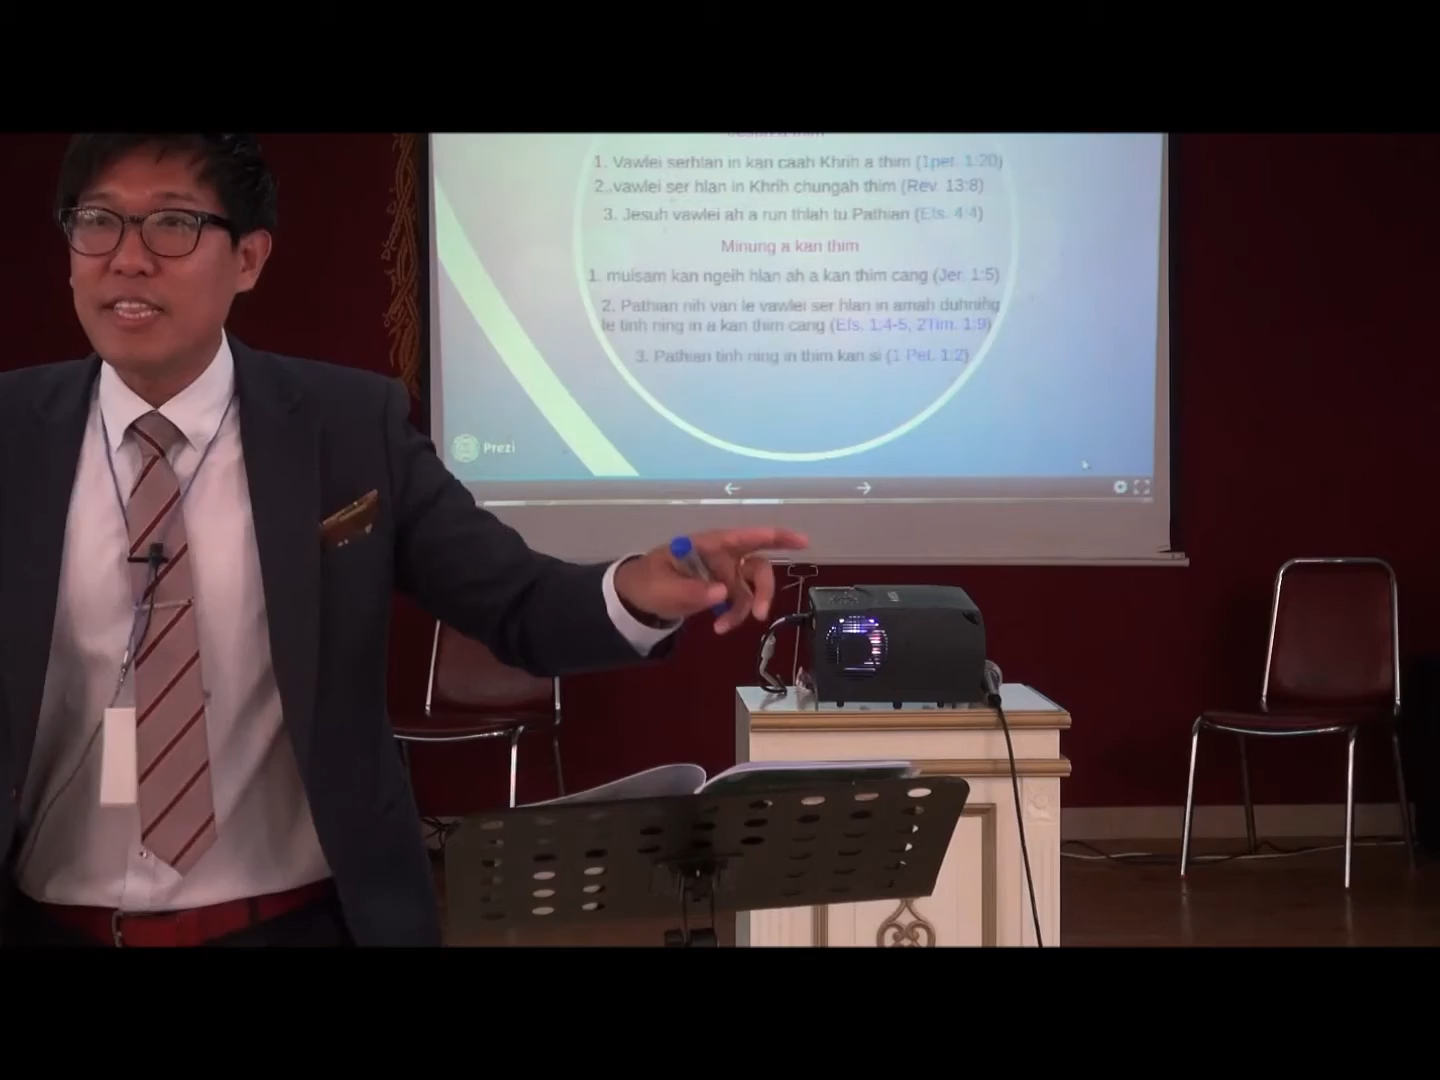 Jesuh a thim
1. Vawlei serhlan in kan caah Khrih a thim (1pet. 1:20)
2..vawlei ser hlan in Khrih chungah thim (Rev. 13:8)
3. Jesuh vawlei ah a run thlah tu Pathian (Efs. 4:4)
Minung a kan thim
1. muisam kan ngeih hlan ah a kan thim cang (Jer. 1:5)
2. Pathian nih van le vawlei ser hlan in amah duhning
le tinh ning in a kan thim cang (Efs. 1:4-5, 2Tim. 1:9)
3. Pathian tinh ning in thim kan si (1 Pet. 1:2)
Prezi